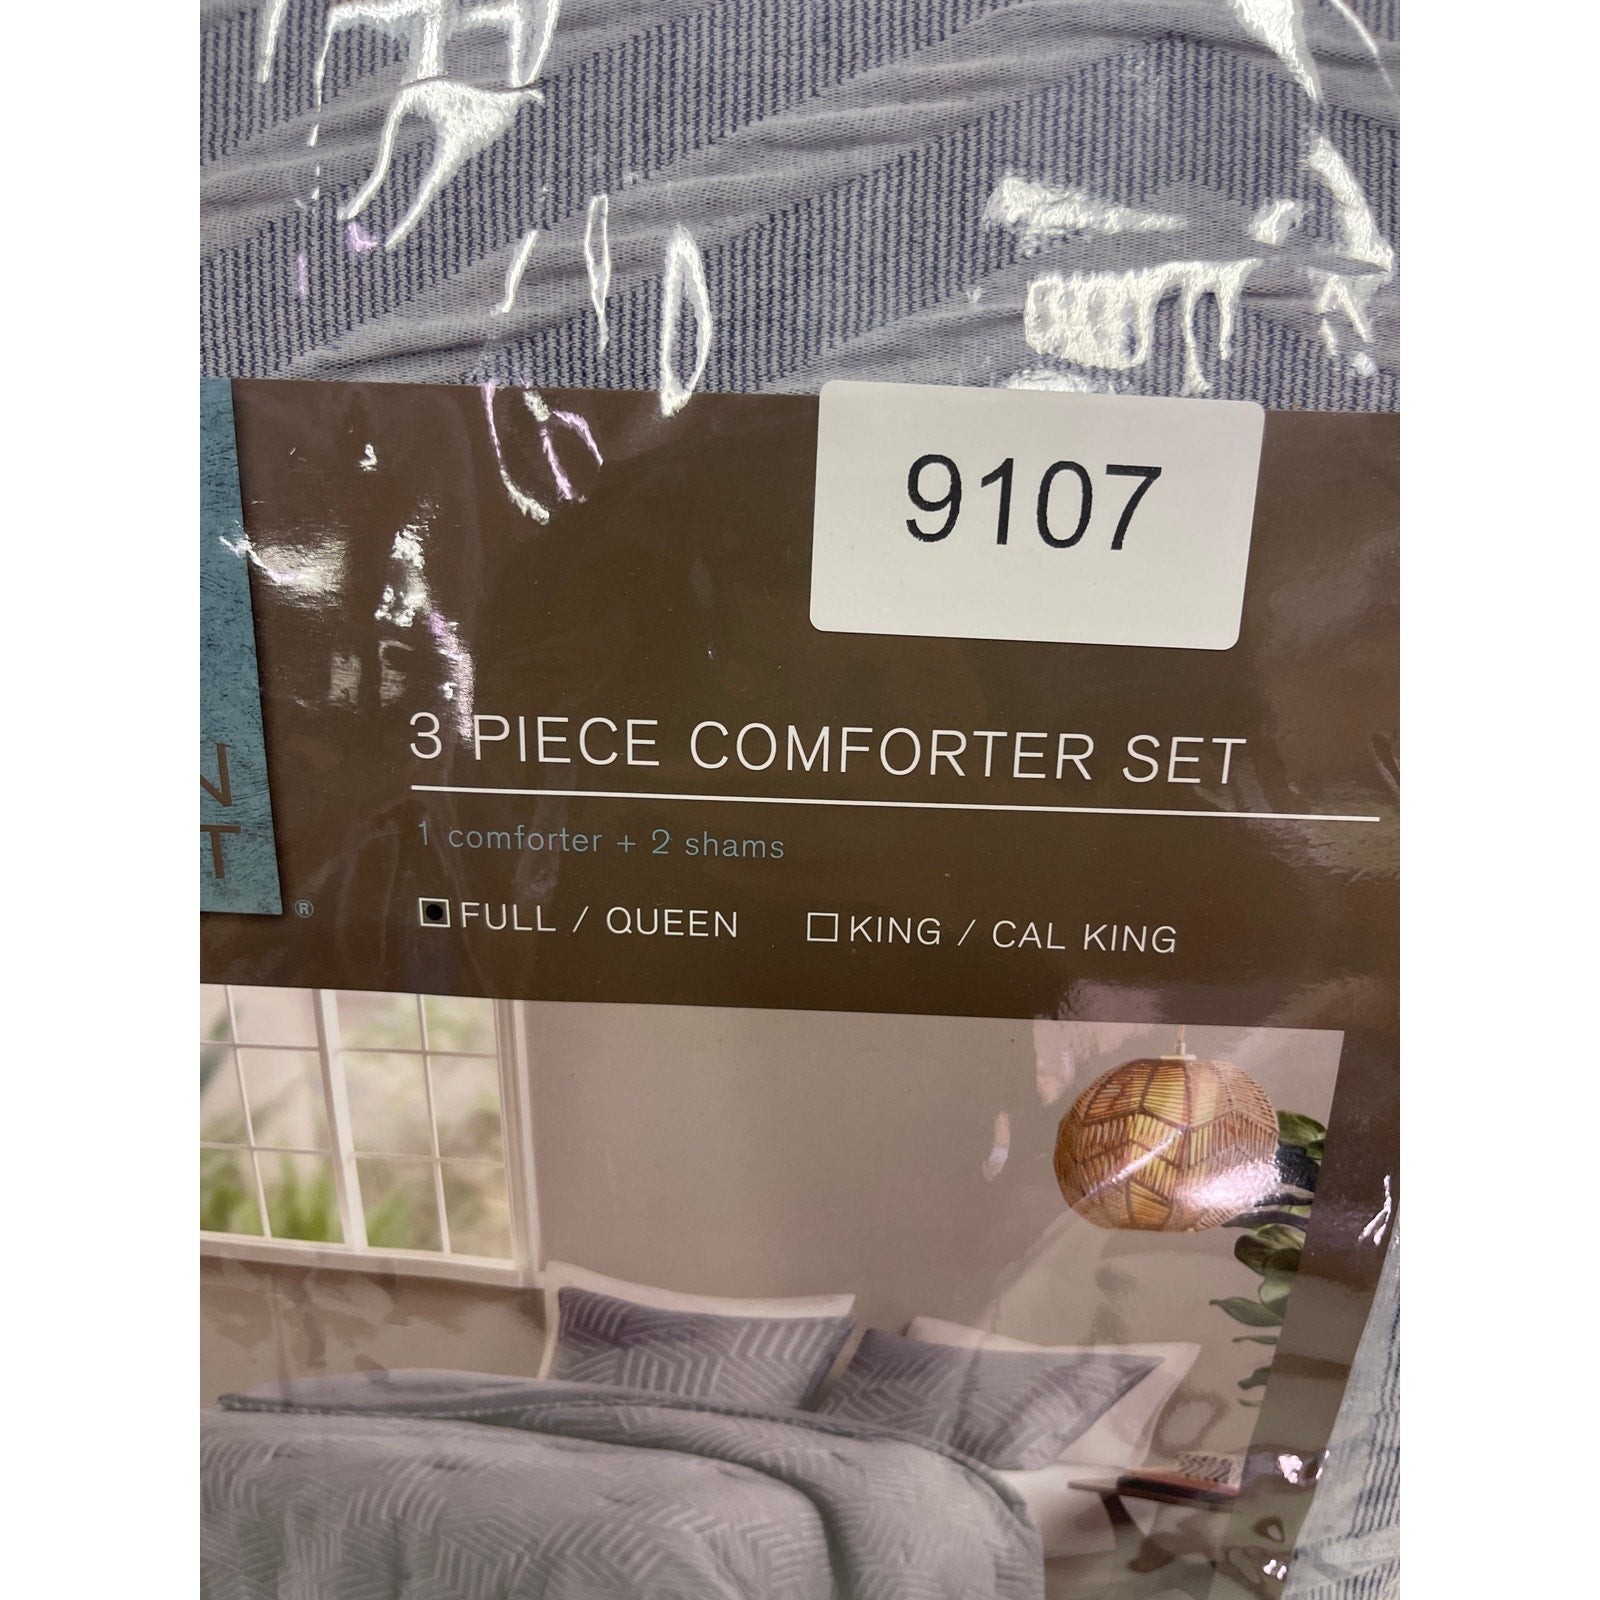 9107
3 PIECE COMFORTER SET
1 comforter + 2 shams
FULL / QUEEN
KING / CAL KING
N
T
®